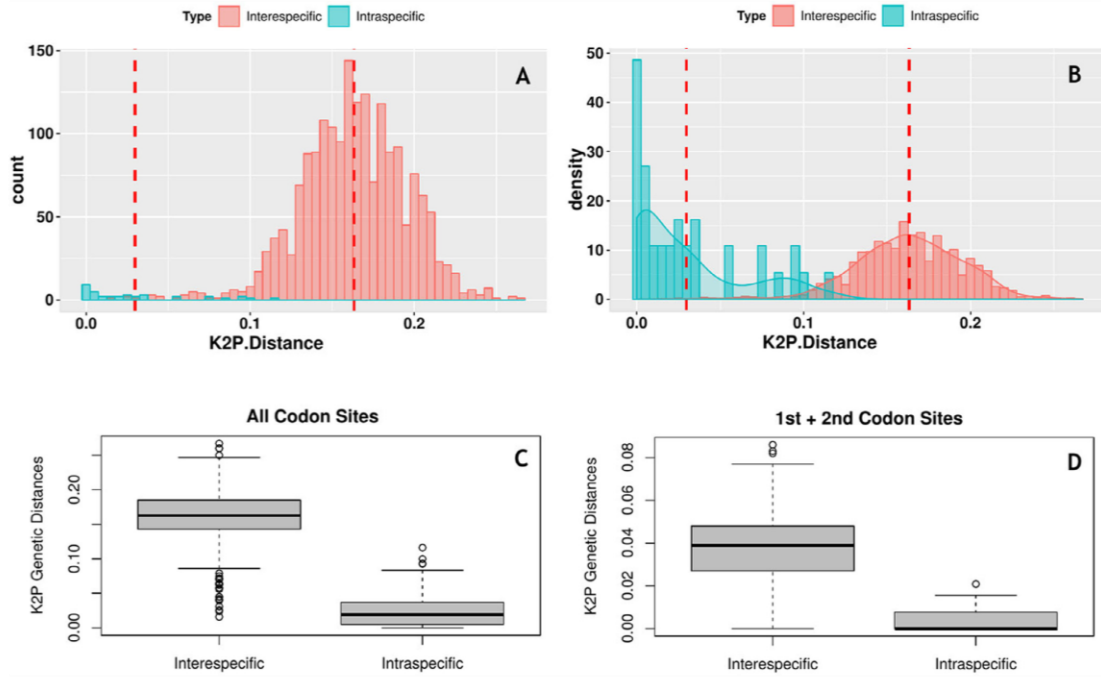 Type Interespecific Intraspecific
A
150
100
50
0
count
0.0 0.1 0.2
K2P.Distance
Type Interespecific Intraspecific
B
50
40
30
20
10
0
density
0.0 0.1 0.2
K2P.Distance
All Codon Sites
C
K2P Genetic Distances
0.20
0.10
0.00
Interespecific Intraspecific
1st + 2nd Codon Sites
D
K2P Genetic Distances
0.08
0.06
0.04
0.02
0.00
Interespecific Intraspecific